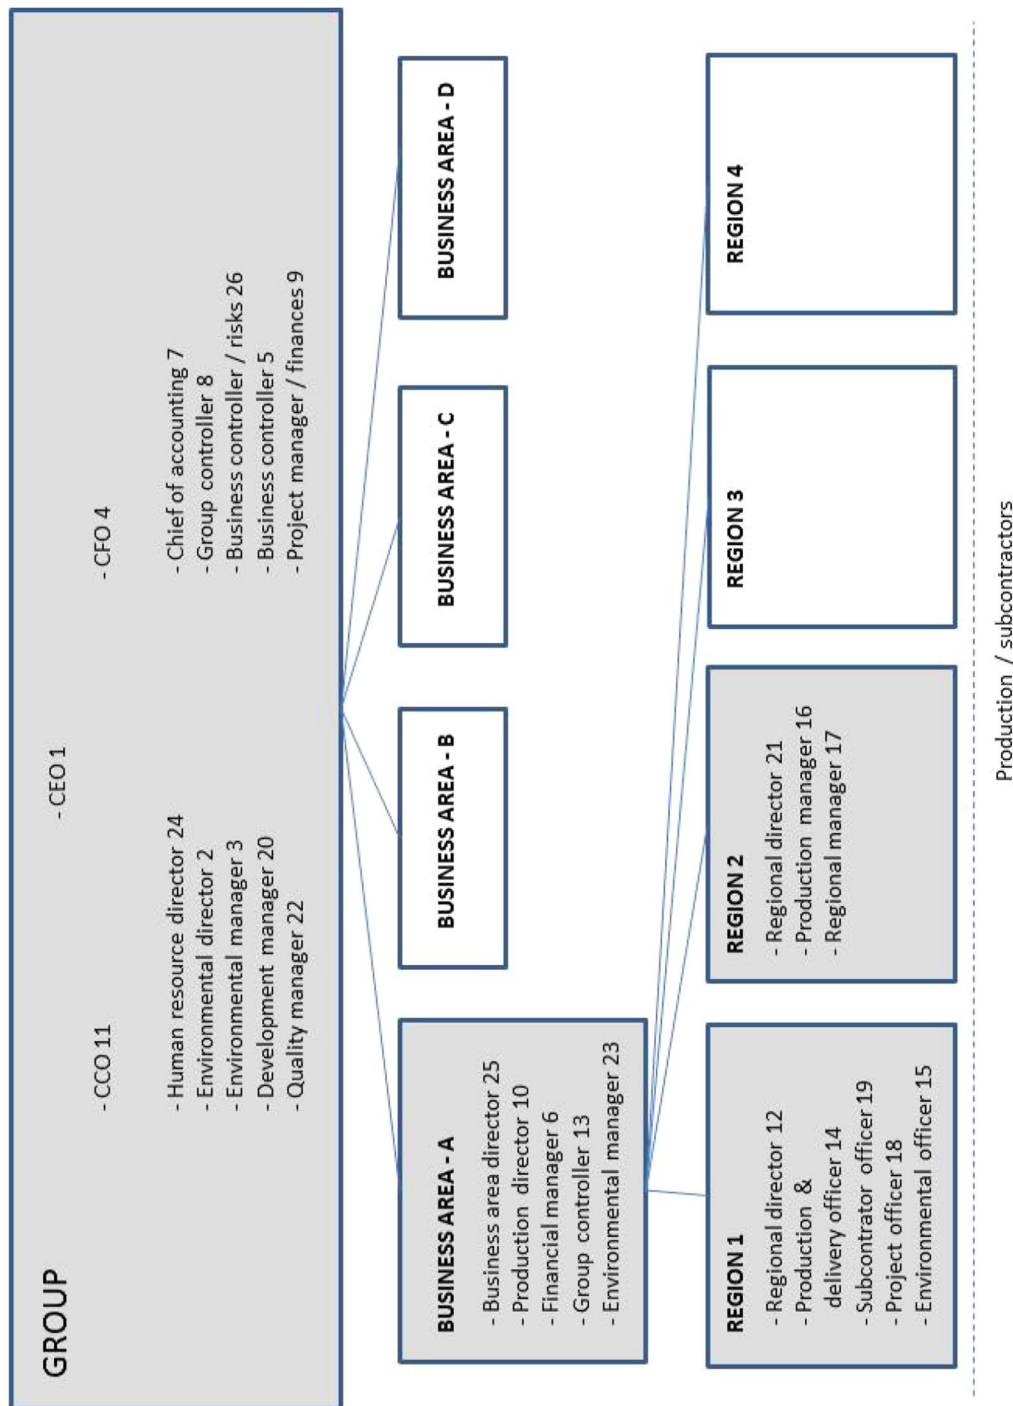 GROUP
- CEO 1
- CCO 11
- CFO 4
- Human resource director 24
- Environmental director 2
- Environmental manager 3
- Development manager 20
- Quality manager 22
- Chief of accounting 7
- Group controller 8
- Business controller / risks 26
- Business controller 5
- Project manager / finances 9
BUSINESS AREA - A
- Business area director 25
- Production director 10
- Financial manager 6
- Group controller 13
- Environmental manager 23
BUSINESS AREA - B
BUSINESS AREA - C
BUSINESS AREA - D
REGION 1
- Regional director 12
- Production &
delivery officer 14
- Subcontrator officer 19
- Project officer 18
- Environmental officer 15
REGION 2
- Regional director 21
- Production manager 16
- Regional manager 17
REGION 3
REGION 4
Production / subcontractors